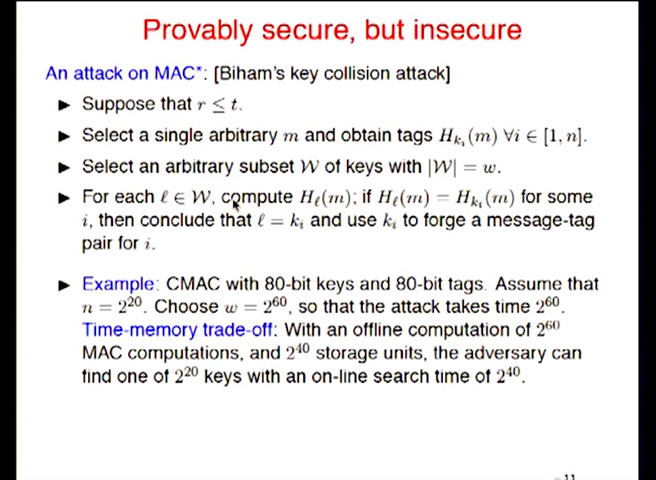 Provably secure, but insecure
An attack on MAC*: [Biham's key collision attack]
► Suppose that r ≤ t.
► Select a single arbitrary m and obtain tags H_{k_i}(m) ∀i ∈ [1, n].
► Select an arbitrary subset W of keys with |W| = w.
► For each ℓ ∈ W, compute H_ℓ(m); if H_ℓ(m) = H_{k_i}(m) for some
i, then conclude that ℓ = k_i and use k_i to forge a message-tag
pair for i.
► Example: CMAC with 80-bit keys and 80-bit tags. Assume that
n = 2^{20}. Choose w = 2^{60}, so that the attack takes time 2^{60}.
Time-memory trade-off: With an offline computation of 2^{60}
MAC computations, and 2^{40} storage units, the adversary can
find one of 2^{20} keys with an on-line search time of 2^{40}.
– 11